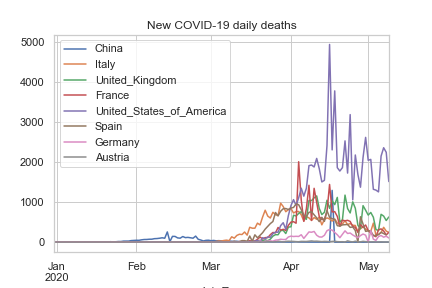 New COVID-19 daily deaths
5000
4000
3000
2000
1000
0
China
Italy
United_Kingdom
France
United_States_of_America
Spain
Germany
Austria
Jan Feb Mar Apr May
2020